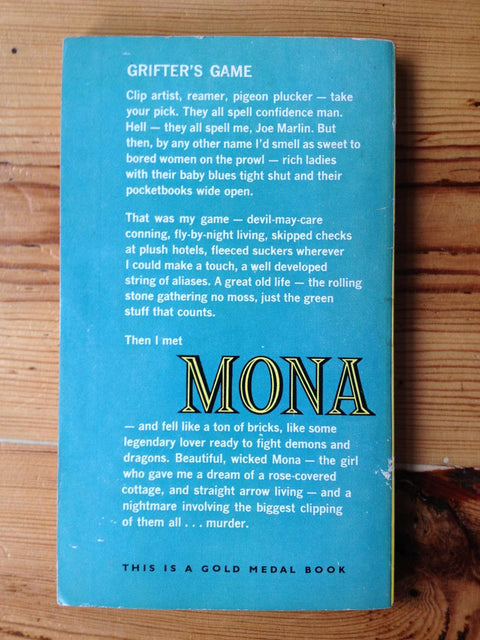 GRIFTER'S GAME
Clip artist, reamer, pigeon plucker — take
your pick. They all spell confidence man.
Hell — they all spell me, Joe Marlin. But
then, by any other name I'd smell as sweet to
bored women on the prowl — rich ladies
with their baby blues tight shut and their
pocketbooks wide open.
That was my game — devil-may-care
conning, fly-by-night living, skipped checks
at plush hotels, fleeced suckers wherever
I could make a touch, a well developed
string of aliases. A great old life — the rolling
stone gathering no moss, just the green
stuff that counts.
Then I met
MONA
— and fell like a ton of bricks, like some
legendary lover ready to fight demons and
dragons. Beautiful, wicked Mona — the girl
who gave me a dream of a rose-covered
cottage, and straight arrow living — and a
nightmare involving the biggest clipping
of them all . . . murder.
THIS IS A GOLD MEDAL BOOK